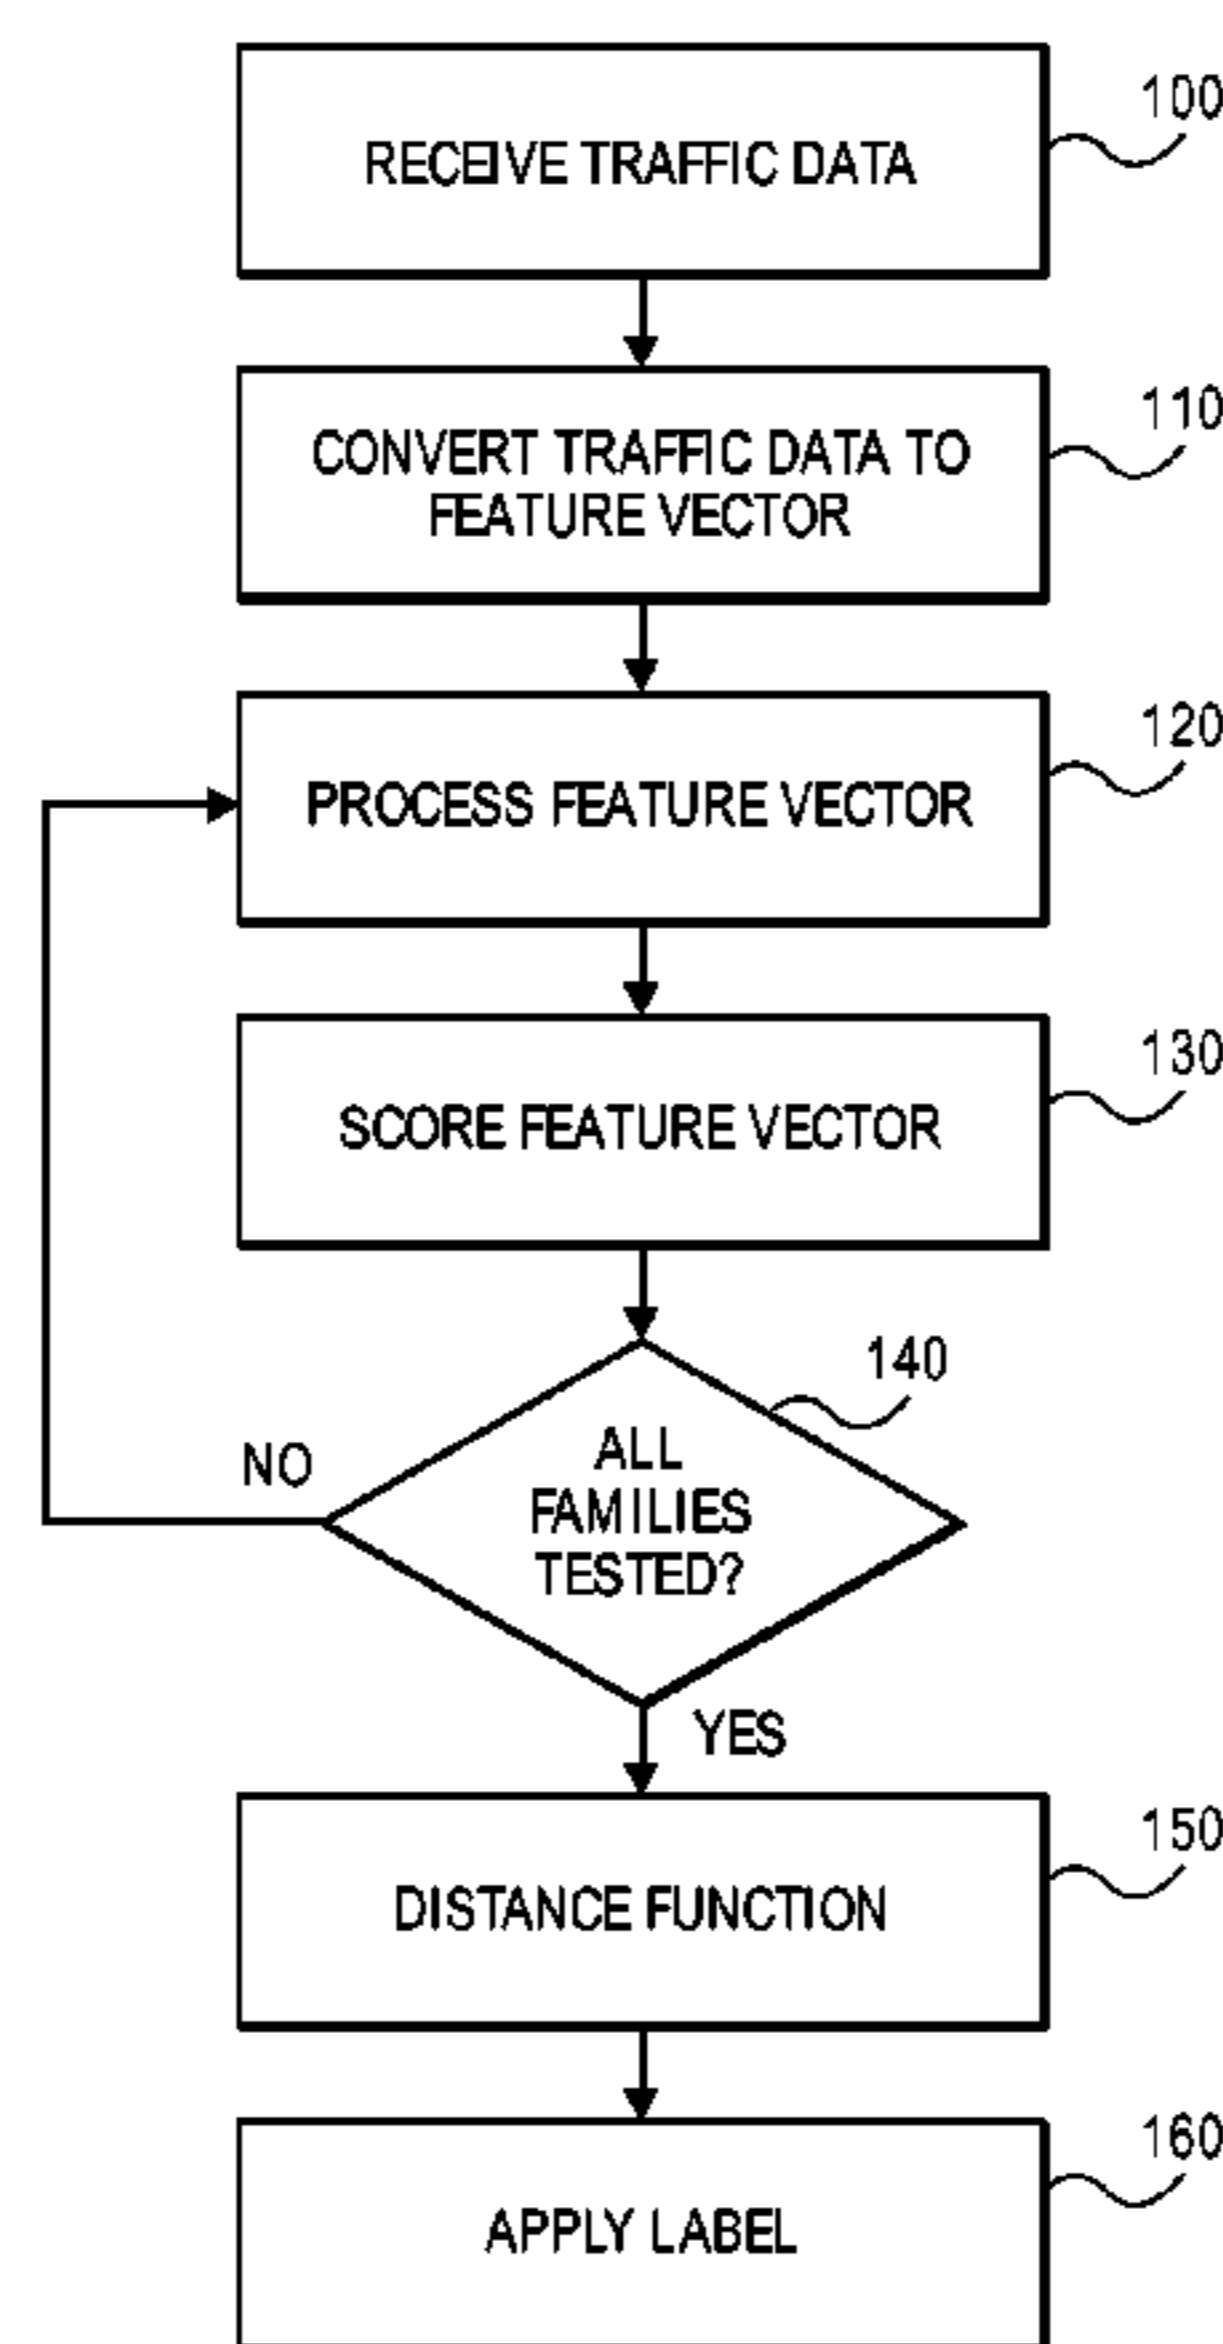 100
RECEIVE TRAFFIC DATA
110
CONVERT TRAFFIC DATA TO
FEATURE VECTOR
120
PROCESS FEATURE VECTOR
130
SCORE FEATURE VECTOR
140
ALL
FAMILIES
TESTED?
NO
YES
150
DISTANCE FUNCTION
160
APPLY LABEL